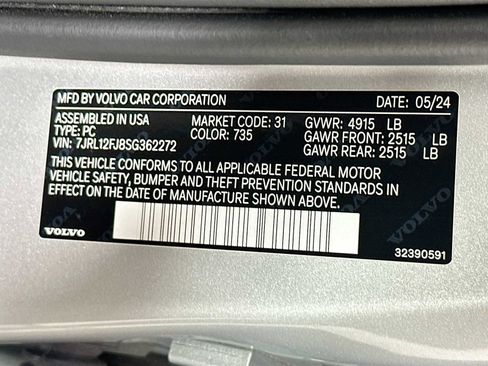 MFD BY VOLVO CAR CORPORATION DATE: 05/24
ASSEMBLED IN USA MARKET CODE: 31 GVWR: 4915 LB
TYPE: PC COLOR: 735 GAWR FRONT: 2515 LB
VIN: 7JRL12FJ8SG362272 GAWR REAR: 2515 LB
THIS VEHICLE CONFORMS TO ALL APPLICABLE FEDERAL MOTOR
VEHICLE SAFETY, BUMPER AND THEFT PREVENTION STANDARDS IN
EFFECT ON THE DATE OF MANUFACTURE SHOWN ABOVE.
VOLVO 32390591